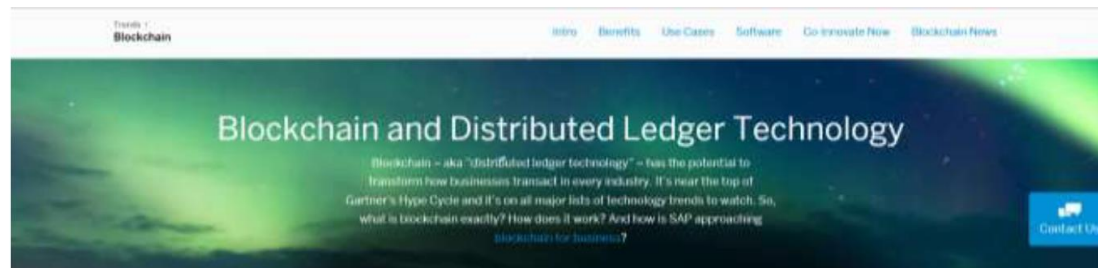 Trends /
Blockchain
Intro Benefits Use Cases Software Co-Innovate Now Blockchain News
Blockchain and Distributed Ledger Technology
Blockchain – aka "distributed ledger technology" – has the potential to
transform how businesses transact in every industry. It's near the top of
Gartner's Hype Cycle and it's on all major lists of technology trends to watch. So,
what is blockchain exactly? How does it work? And how is SAP approaching
blockchain for business?
Contact Us